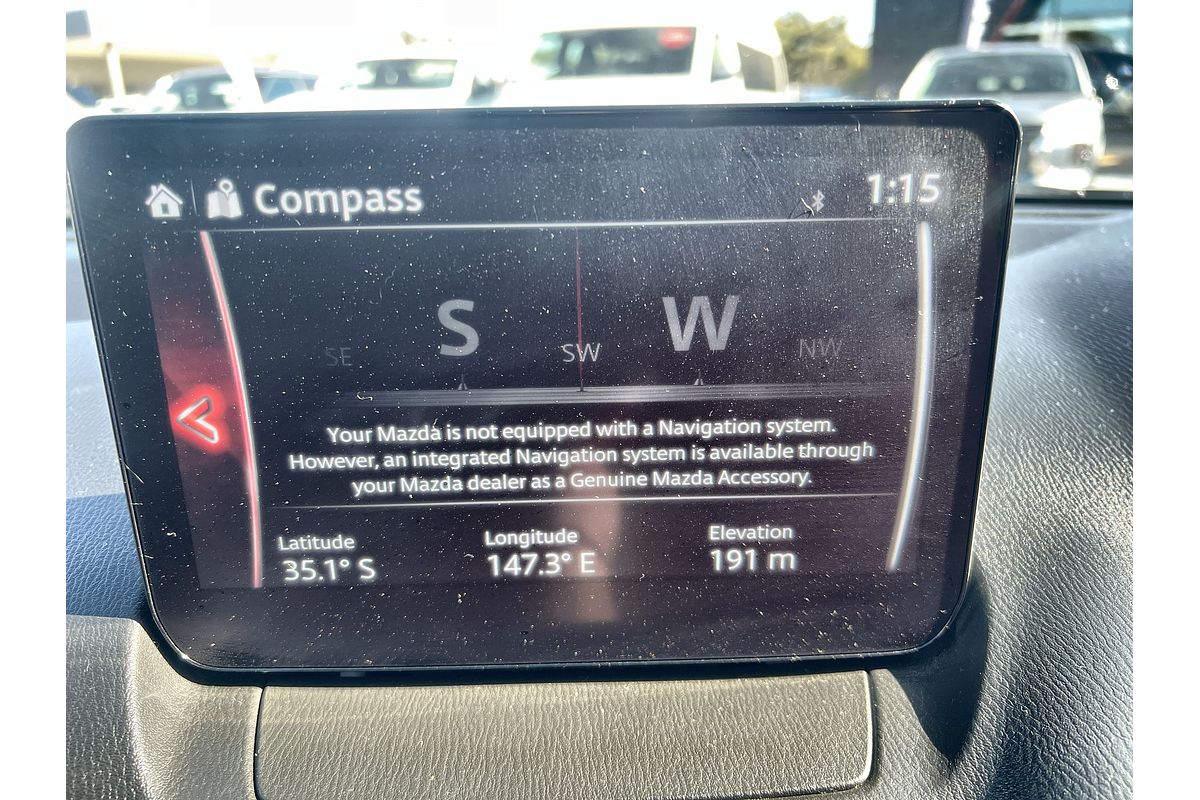 Compass 1:15
S W
SE SW NW
Your Mazda is not equipped with a Navigation system.
However, an integrated Navigation system is available through
your Mazda dealer as a Genuine Mazda Accessory.
Latitude Longitude Elevation
35.1° S 147.3° E 191 m